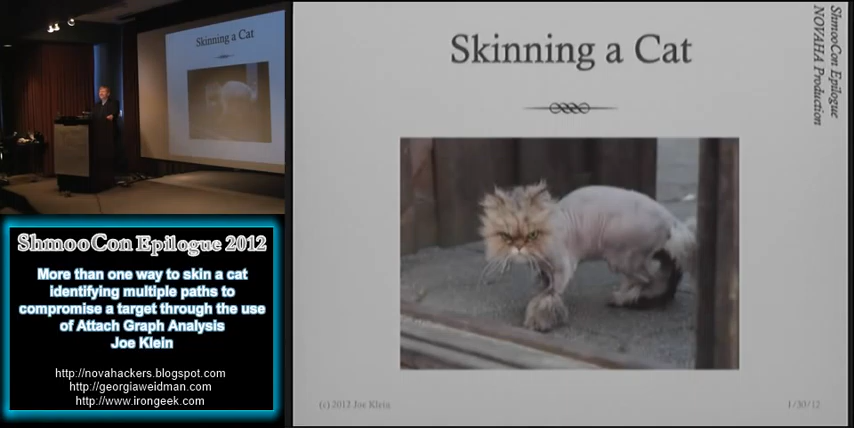 Skinning a Cat
ShmooCon Epilogue 2012
More than one way to skin a cat
identifying multiple paths to
compromise a target through the use
of Attach Graph Analysis
Joe Klein
http://novahackers.blogspot.com
http://georgiaweidman.com
http://www.irongeek.com
Skinning a Cat
(c) 2012 Joe Klein
1/30/12
ShmooCon Epilogue
NOVAHA Production